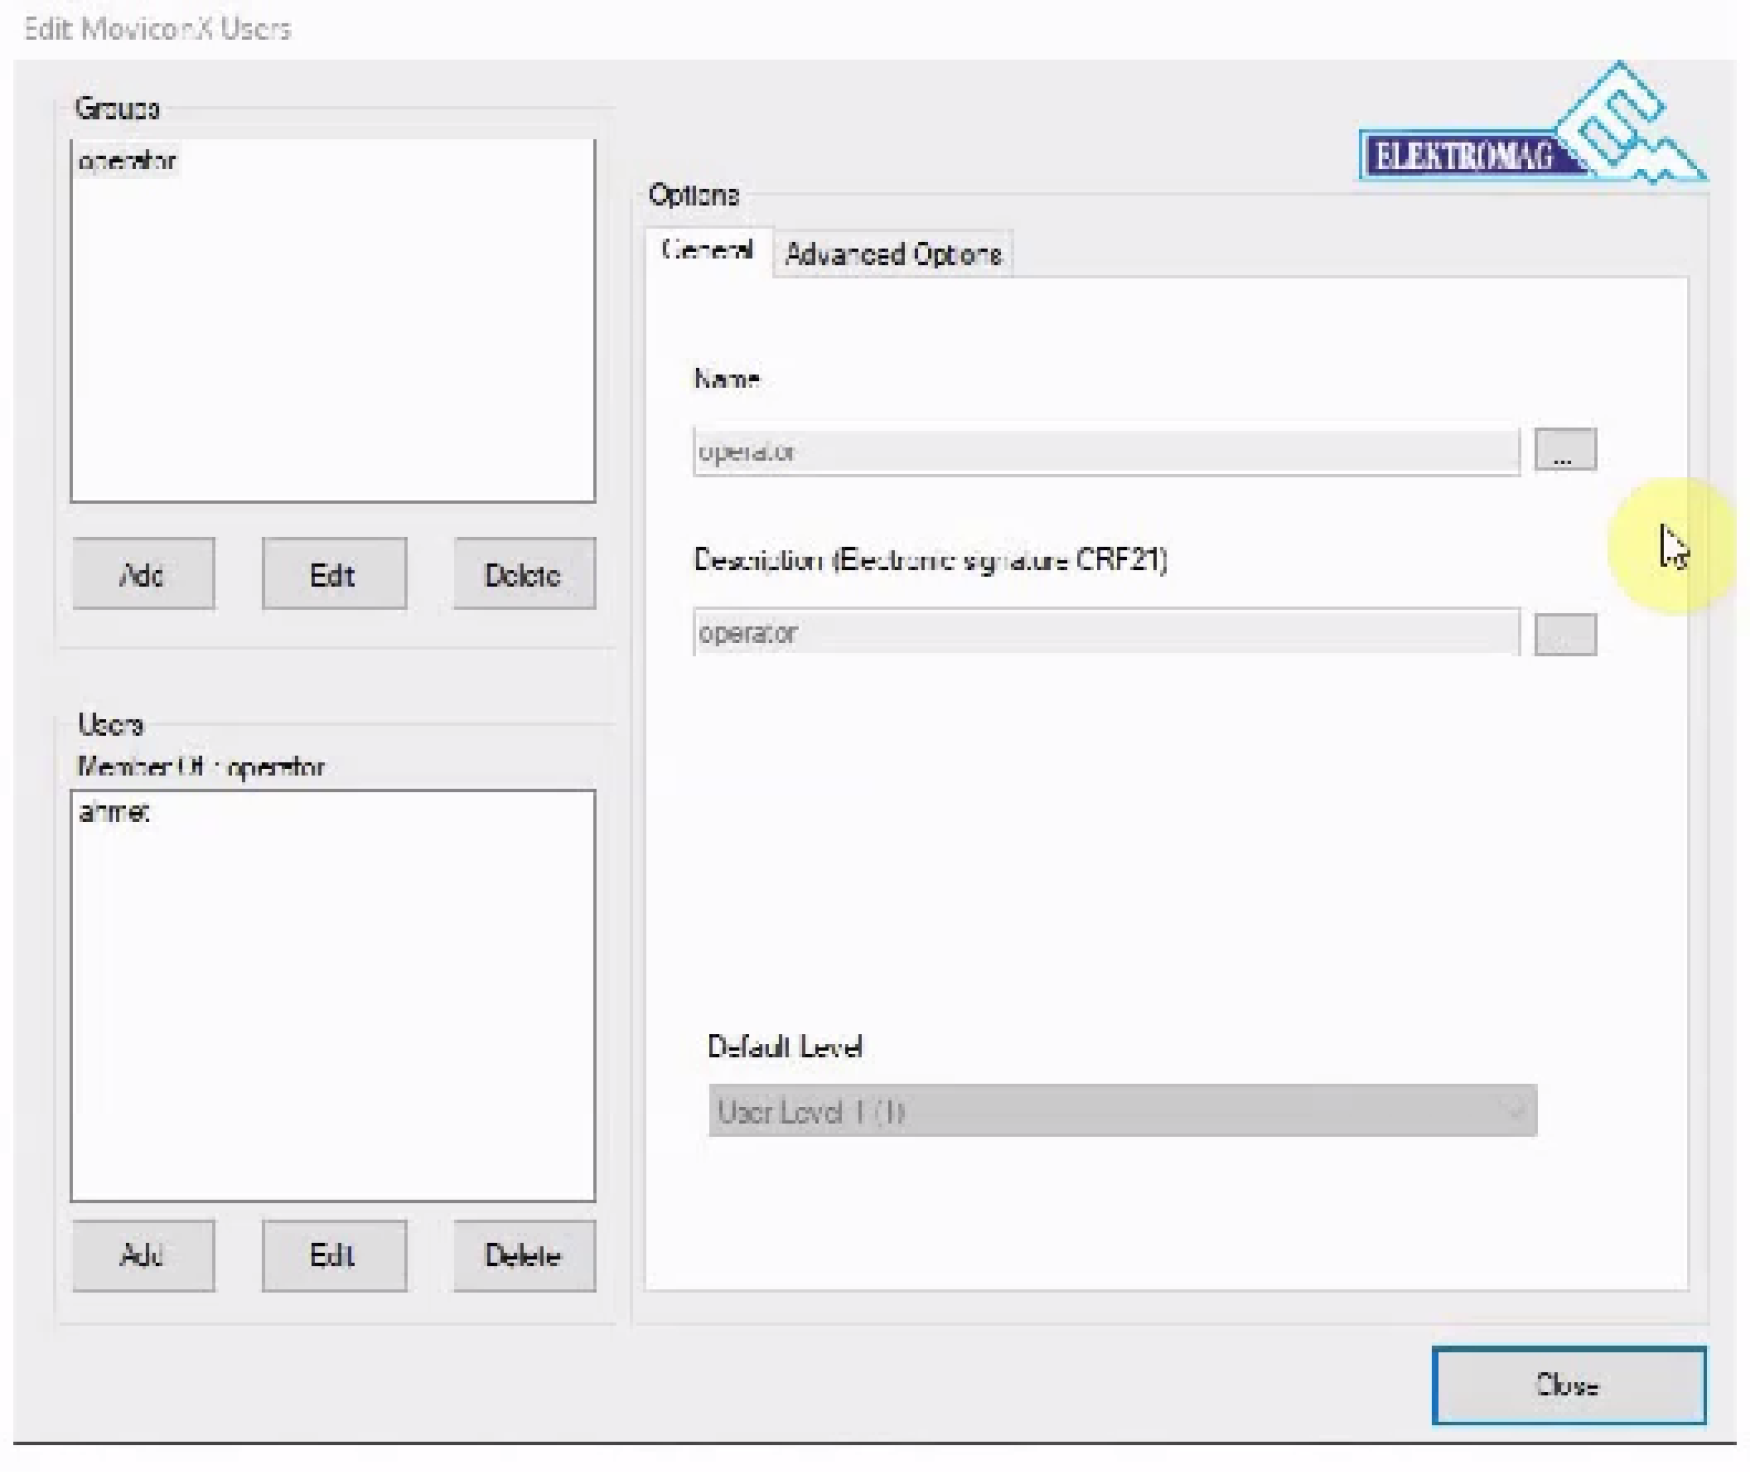 Edit MoviconX Users
Groups
operator
Add
Edit
Delete
Users
Member Of : operator
ahmet
Add
Edit
Delete
ELEKTROMAG
Options
General
Advanced Options
Name
operator
...
Description (Electronic signature CRF21)
operator
Default Level
User Level 1 (1)
Close